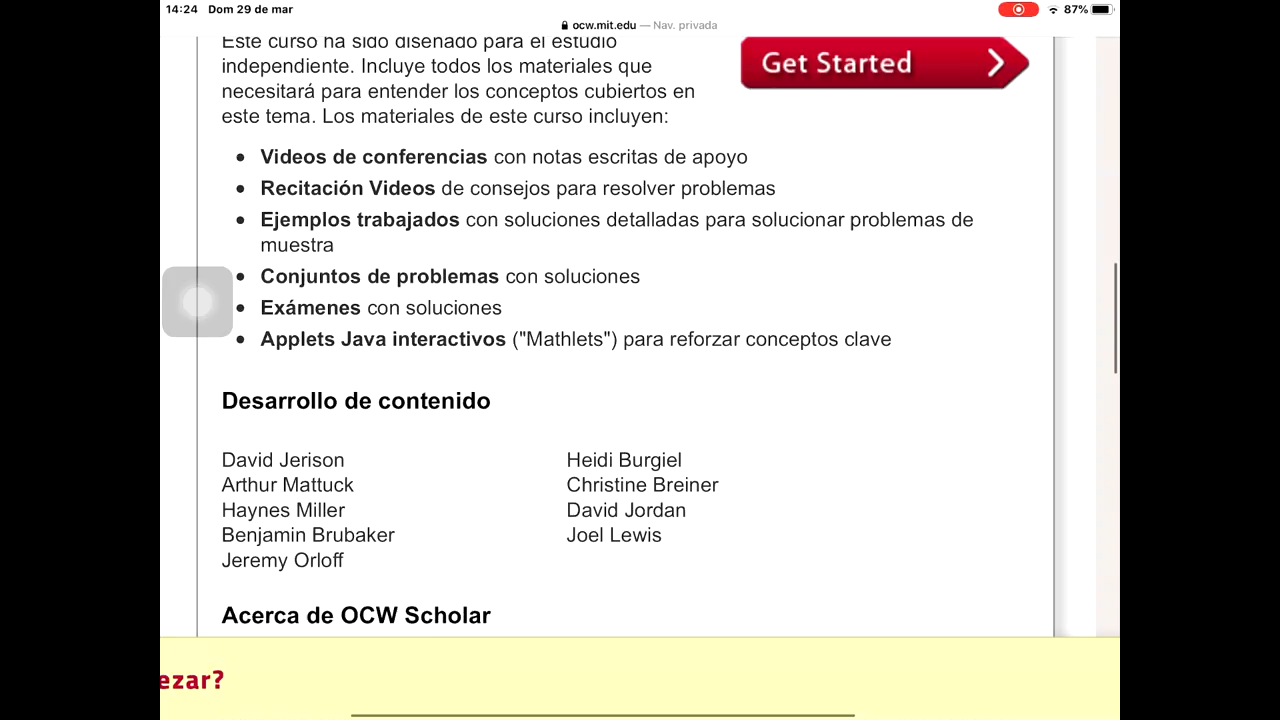 14:24 Dom 29 de mar
87%
ocw.mit.edu — Nav. privada
Este curso ha sido diseñado para el estudio
independiente. Incluye todos los materiales que
necesitará para entender los conceptos cubiertos en
este tema. Los materiales de este curso incluyen:
Get Started
• Videos de conferencias con notas escritas de apoyo
• Recitación Videos de consejos para resolver problemas
• Ejemplos trabajados con soluciones detalladas para solucionar problemas de
muestra
• Conjuntos de problemas con soluciones
• Exámenes con soluciones
• Applets Java interactivos ("Mathlets") para reforzar conceptos clave
Desarrollo de contenido
David Jerison
Arthur Mattuck
Haynes Miller
Benjamin Brubaker
Jeremy Orloff
Heidi Burgiel
Christine Breiner
David Jordan
Joel Lewis
Acerca de OCW Scholar
ezar?